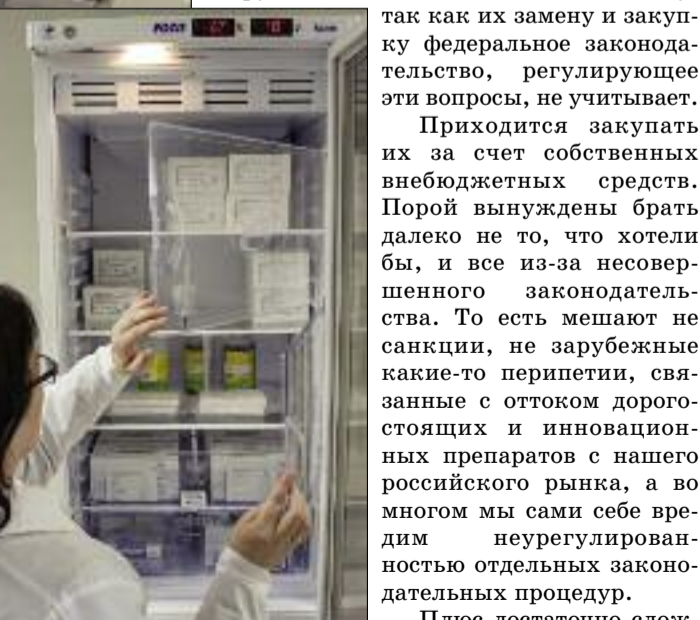 так как их замену и закуп-
ку федеральное законода-
тельство, регулирующее
эти вопросы, не учитывает.
Приходится закупать
их за счет собственных
внебюджетных средств.
Порой вынуждены брать
далеко не то, что хотели
бы, и все из-за несовер-
шенного законодатель-
ства. То есть мешают не
санкции, не зарубежные
какие-то перипетии, свя-
занные с оттоком дорого-
стоящих и инновацион-
ных препаратов с нашего
российского рынка, а во
многом мы сами себе вре-
дим неурегулирован-
ностью отдельных законо-
дательных процедур.
Плюс достаточно слож-